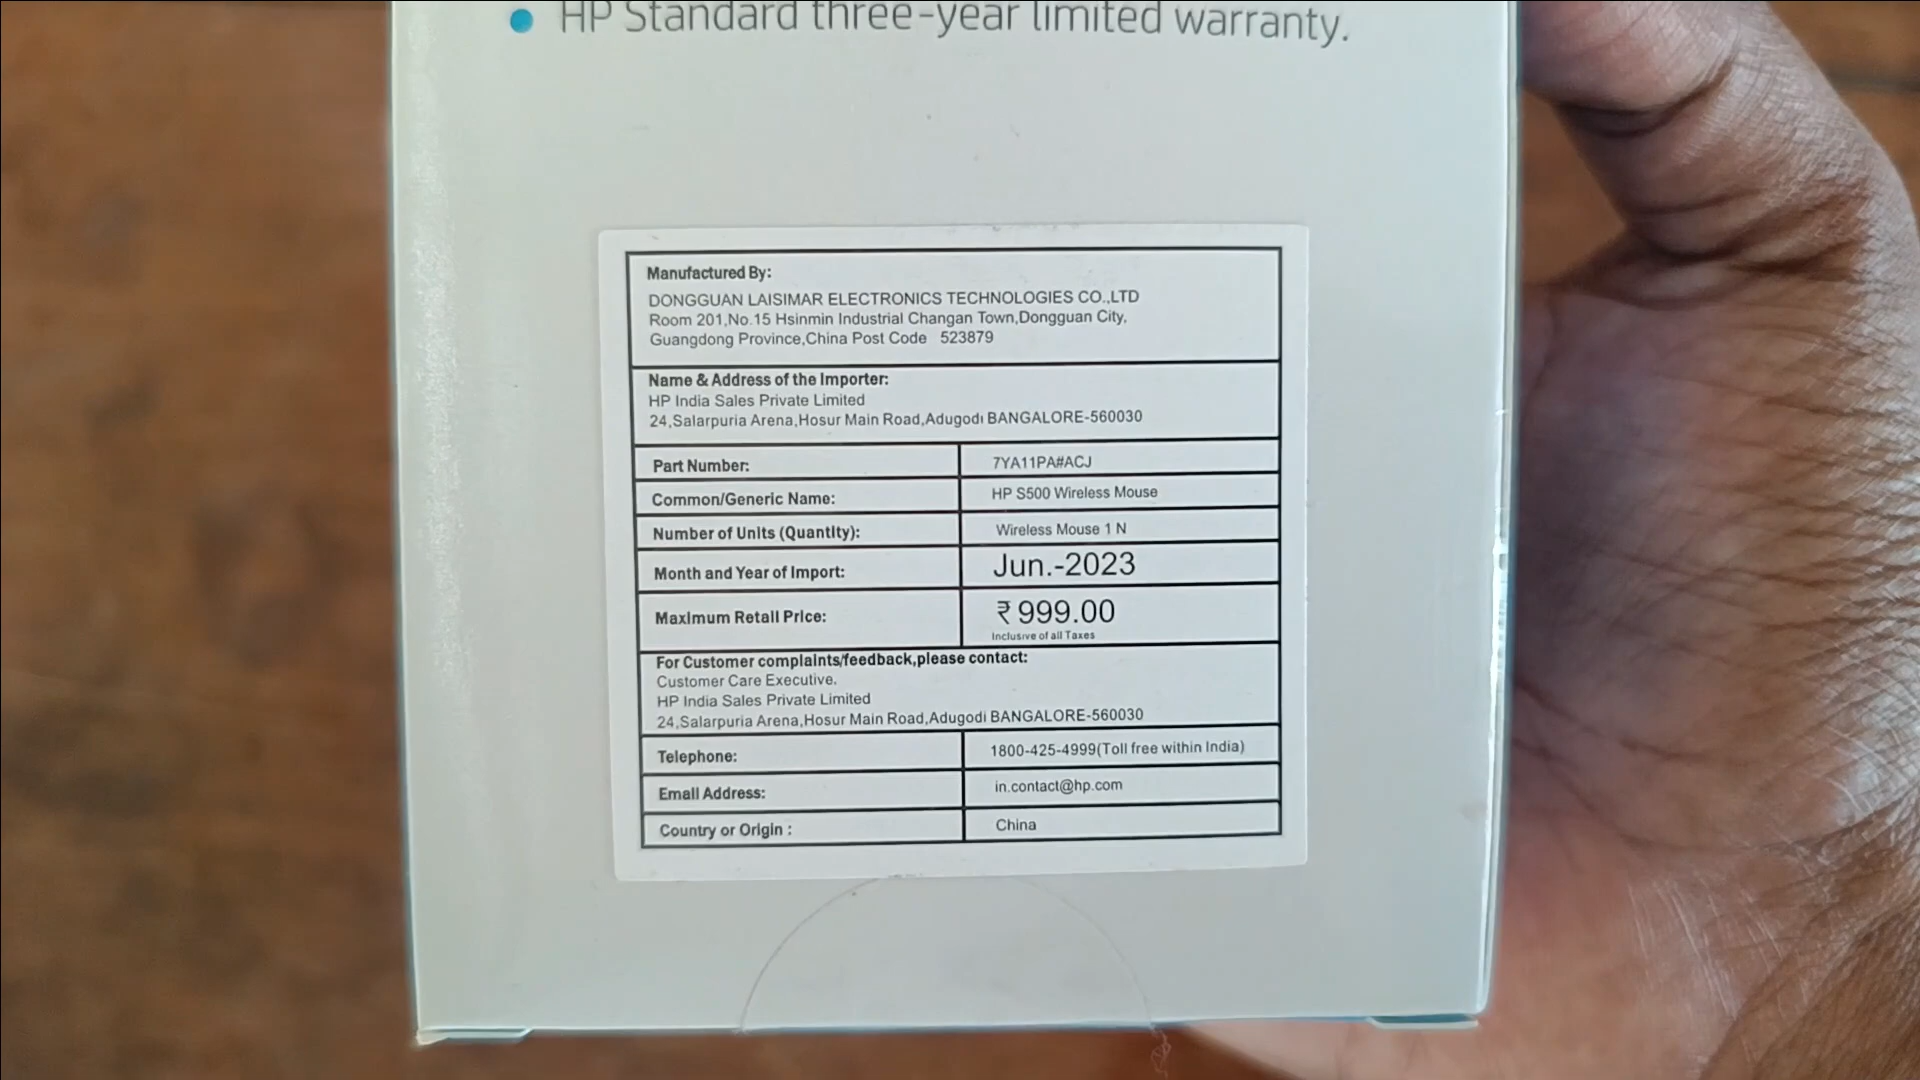 HP Standard three-year limited warranty.
Manufactured By:
DONGGUAN LAISIMAR ELECTRONICS TECHNOLOGIES CO.,LTD
Room 201,No.15 Hsinmin Industrial Changan Town,Dongguan City,
Guangdong Province,China Post Code 523879
Name & Address of the Importer:
HP India Sales Private Limited
24,Salarpuria Arena,Hosur Main Road,Adugodi BANGALORE-560030
Part Number: 7YA11PA#ACJ
Common/Generic Name: HP S500 Wireless Mouse
Number of Units (Quantity): Wireless Mouse 1 N
Month and Year of Import: Jun.-2023
Maximum Retail Price: ₹999.00
Inclusive of all Taxes
For Customer complaints/feedback,please contact:
Customer Care Executive.
HP India Sales Private Limited
24,Salarpuria Arena,Hosur Main Road,Adugodi BANGALORE-560030
Telephone: 1800-425-4999(Toll free within India)
Email Address: in.contact@hp.com
Country or Origin : China